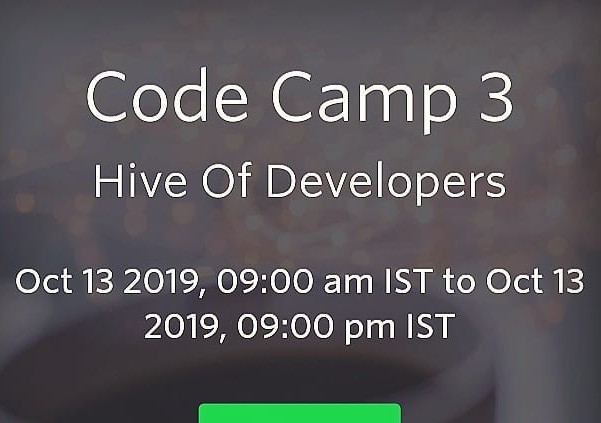 Code Camp 3
Hive Of Developers
Oct 13 2019, 09:00 am IST to Oct 13
2019, 09:00 pm IST